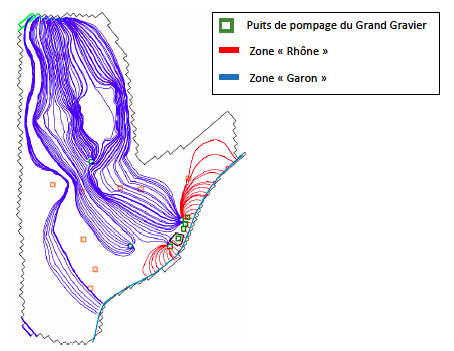 Puits de pompage du Grand Gravier
Zone « Rhône »
Zone « Garon »